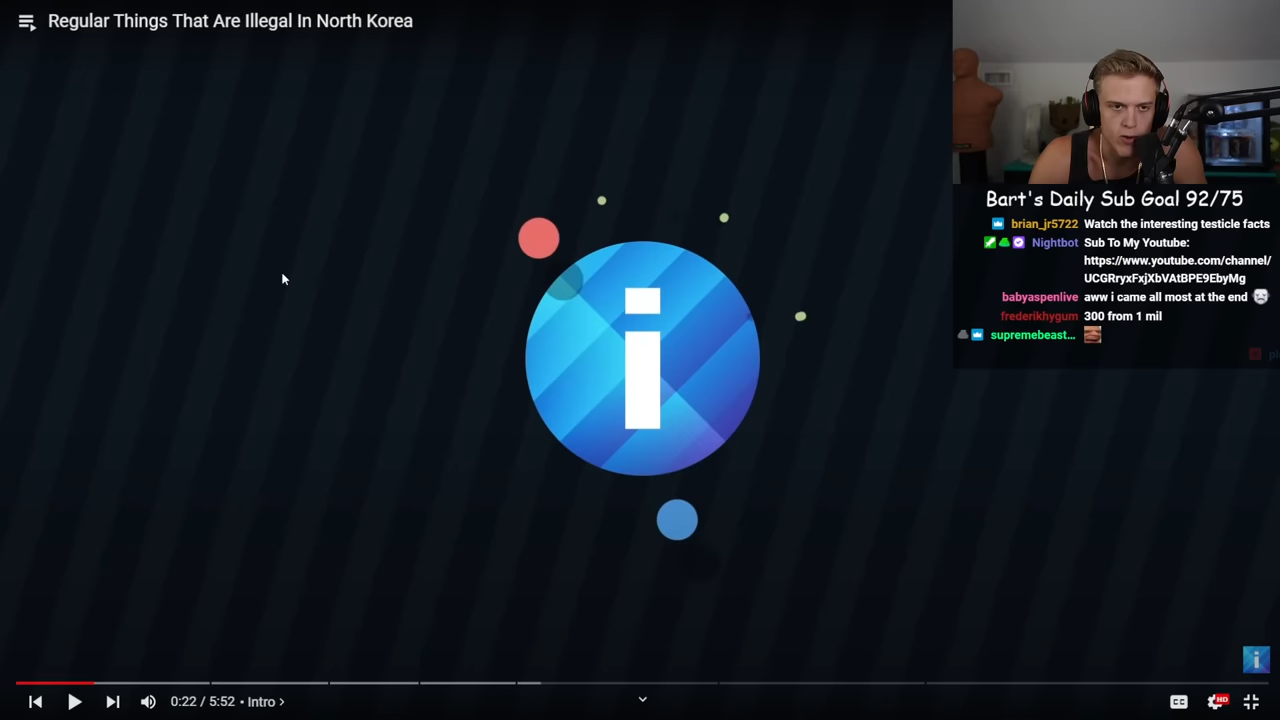 Regular Things That Are Illegal In North Korea
i
Bart's Daily Sub Goal 92/75
brian_jr5722 Watch the interesting testicle facts
Nightbot Sub To My Youtube:
https://www.youtube.com/channel/
UCGRryxFxjXbVAtBPE9EbyMg
babyaspenlive aww i came all most at the end
frederikhygum 300 from 1 mil
supremebeast...
i
0:22 / 5:52 • Intro
CC
HD